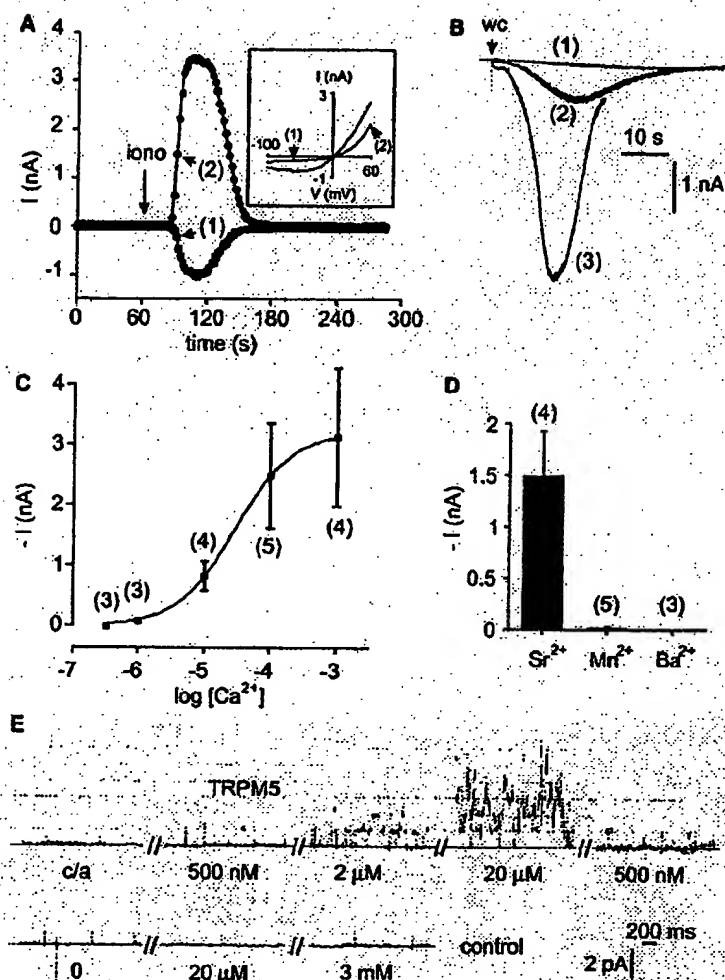 A
4
3
2
1
0
-1
I (nA)
iono
(2)
(1)
0 60 120 180 240 300
time (s)
I (nA)
3
-100 (1)
(2)
60
-1
V (mV)
B
wc
(1)
(2)
10 s
1 nA
(3)
C
4
3
2
1
0
- I (nA)
(3) (3)
(4)
(5)
(4)
-7 -6 -5 -4 -3
log [Ca²⁺]
D
2
1.5
1
0.5
0
- I (nA)
(4)
(5)
(3)
Sr²⁺ Mn²⁺ Ba²⁺
E
TRPM5
c/a // 500 nM // 2 µM // 20 µM // 500 nM
0 // 20 µM // 3 mM control
200 ms
2 pA